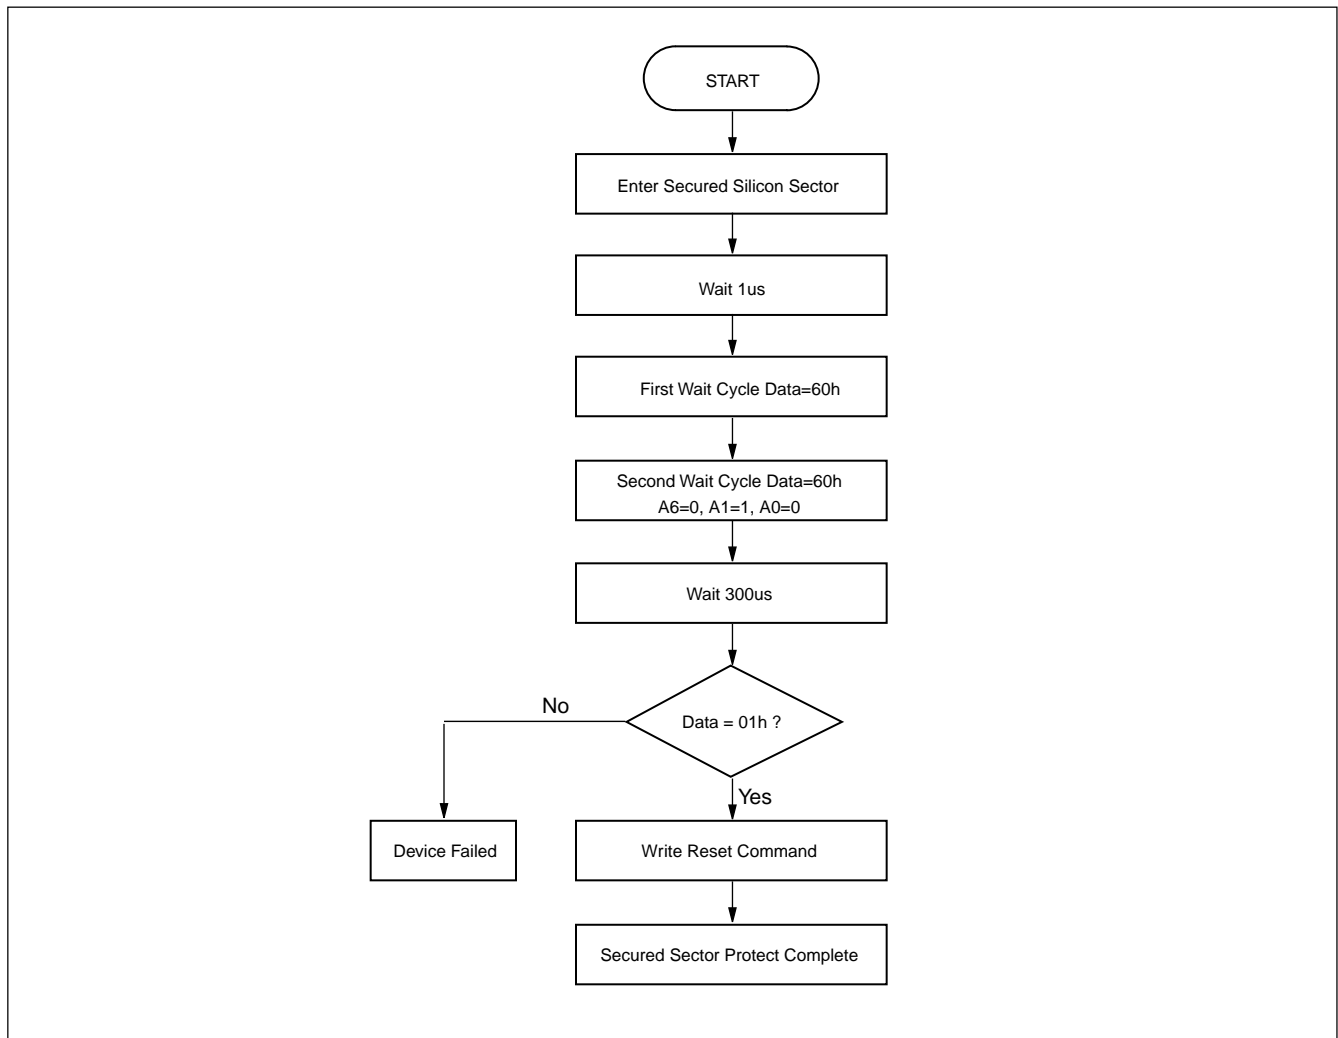 START
Enter Secured Silicon Sector
Wait 1us
First Wait Cycle Data=60h
Second Wait Cycle Data=60h
A6=0, A1=1, A0=0
Wait 300us
No
Data = 01h ?
Yes
Device Failed
Write Reset Command
Secured Sector Protect Complete